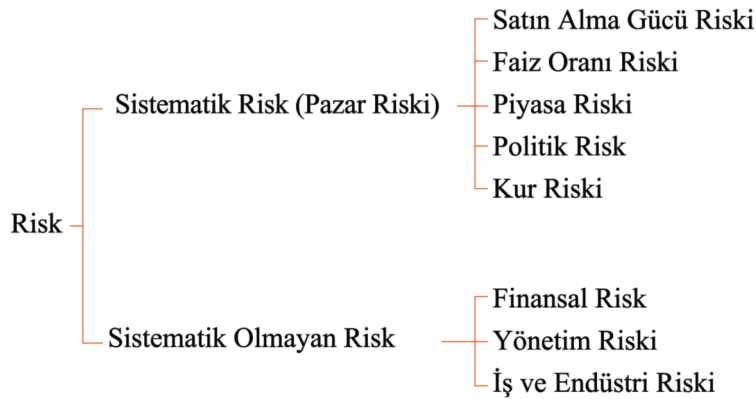 Risk
Sistematik Risk (Pazar Riski)
Satın Alma Gücü Riski
Faiz Oranı Riski
Piyasa Riski
Politik Risk
Kur Riski
Sistematik Olmayan Risk
Finansal Risk
Yönetim Riski
İş ve Endüstri Riski